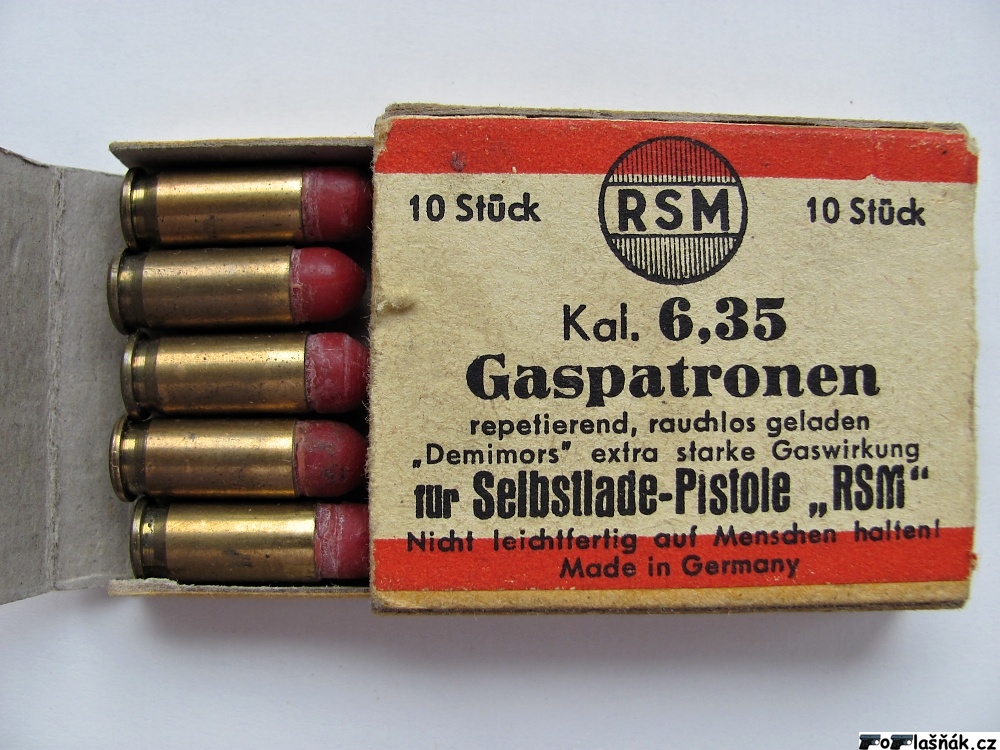 10 Stück RSM 10 Stück
Kal. 6,35
Gaspatronen
repetierend, rauchlos geladen
„Demimors" extra starke Gaswirkung
für Selbstlade-Pistole „RSM“
Nicht leichtfertig auf Menschen halten!
Made in Germany
FoFlašňák.cz